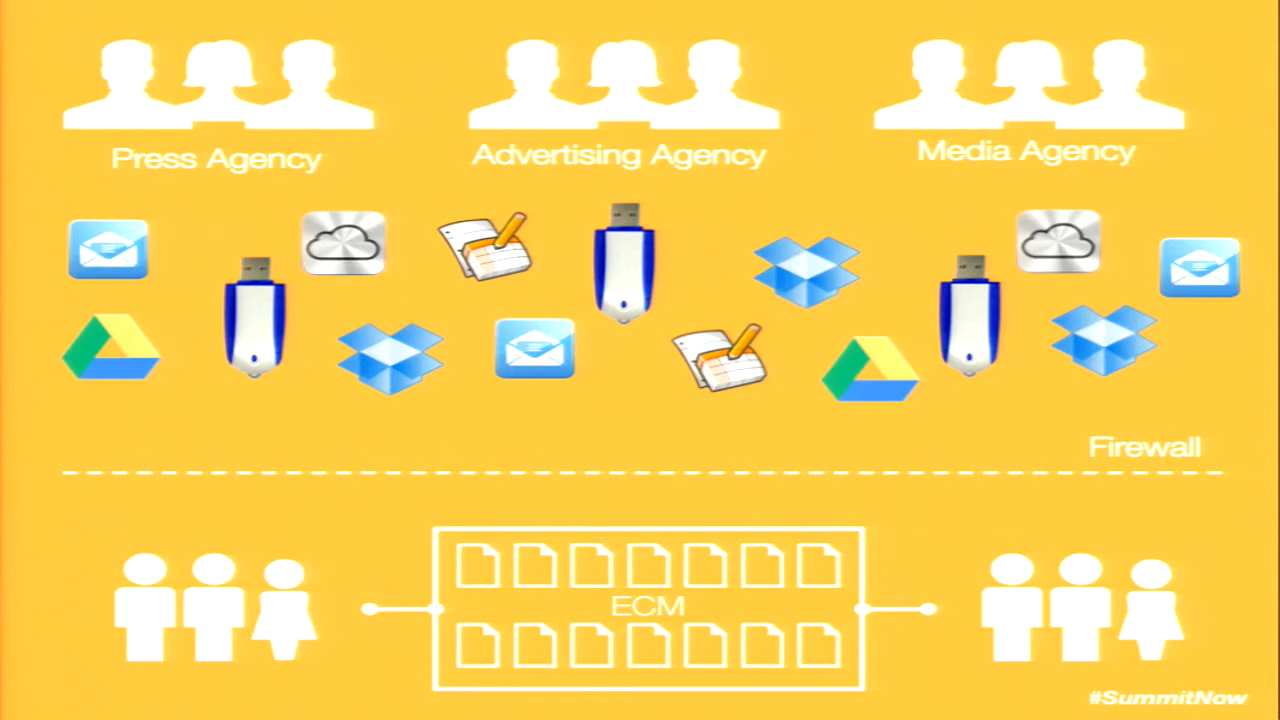 Press Agency
Advertising Agency
Media Agency
Firewall
ECM
#SummitNow